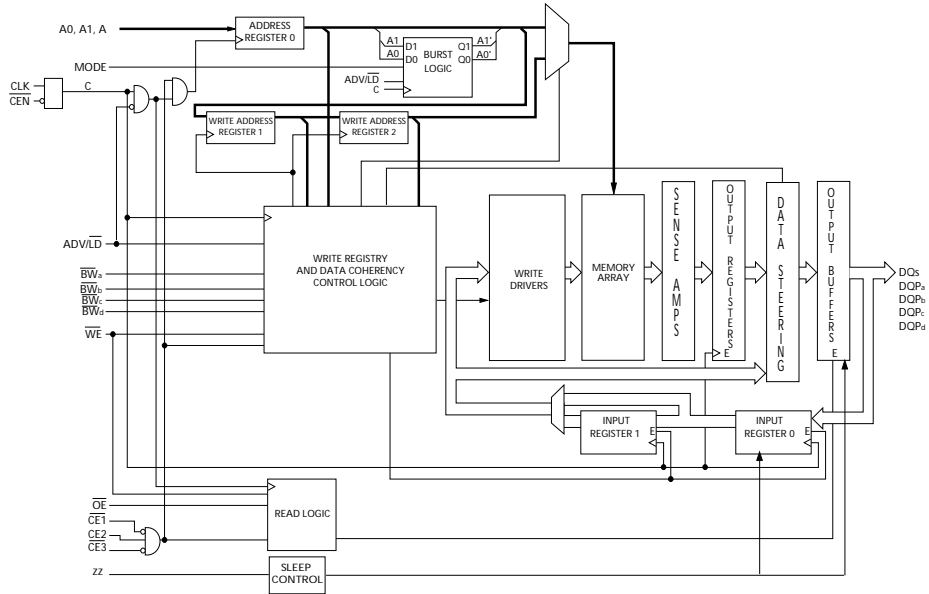 A0, A1, A
ADDRESS
REGISTER 0
A1
A0
D1
D0
BURST
LOGIC
Q1
Q0
A1'
A0'
MODE
ADV/LD
C
CLK
CEN
C
WRITE ADDRESS
REGISTER 1
WRITE ADDRESS
REGISTER 2
ADV/LD
BWa
BWb
BWc
BWd
WE
WRITE REGISTRY
AND DATA COHERENCY
CONTROL LOGIC
WRITE
DRIVERS
MEMORY
ARRAY
SENSE AMPS
OUTPUT REGISTERS
E
DATA STEERING
OUTPUT BUFFERS
E
DQs
DQPa
DQPb
DQPc
DQPd
INPUT
REGISTER 1
E
INPUT
REGISTER 0
E
OE
CE1
CE2
CE3
READ LOGIC
ZZ
SLEEP
CONTROL